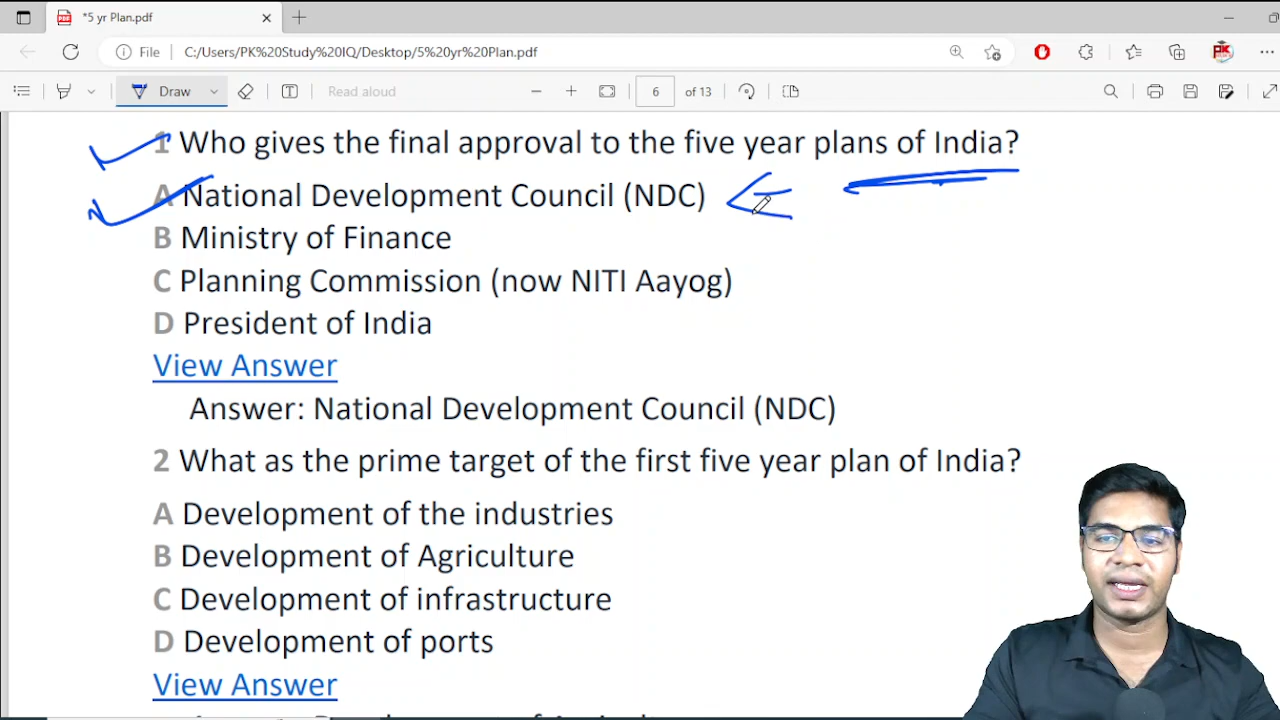 *5 yr Plan.pdf
File
C:/Users/PK%20Study%20IQ/Desktop/5%20yr%20Plan.pdf
Draw
Read aloud
6 of 13
1 Who gives the final approval to the five year plans of India?
A National Development Council (NDC)
B Ministry of Finance
C Planning Commission (now NITI Aayog)
D President of India
View Answer
Answer: National Development Council (NDC)
2 What as the prime target of the first five year plan of India?
A Development of the industries
B Development of Agriculture
C Development of infrastructure
D Development of ports
View Answer